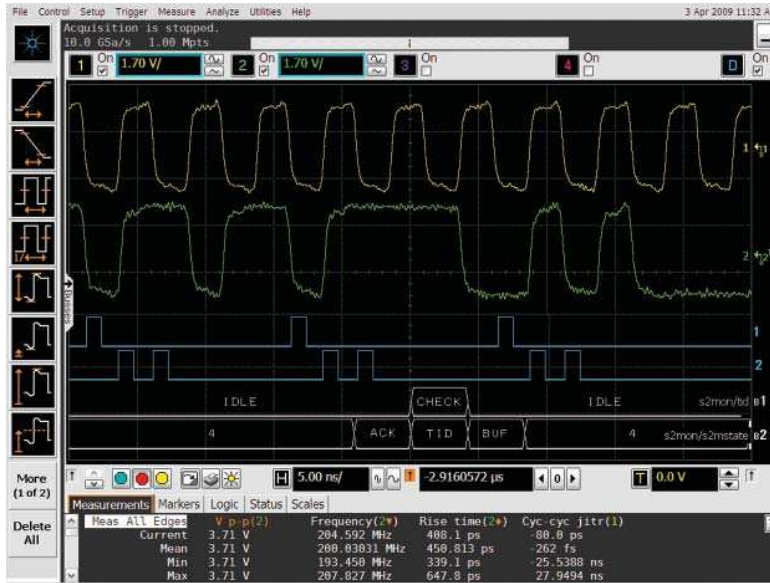 File Control Setup Trigger Measure Analyze Utilities Help 3 Apr 2009 11:32 A
Acquisition is stopped.
10.0 GSa/s 1.00 Mpts
1 On 1.70 V/ 2 On 1.70 V/ 3 On 4 On D On
1 1
2 2
Busses
1
2
IDLE CHECK IDLE s2mon/tid B1
4 ACK TID BUF 4 s2mon/s2mstate B2
More
(1 of 2)
Delete
All
H 5.00 ns/ -2.9160572 µs 0 T 0.0 V
Measurements Markers Logic Status Scales
Meas All Edges V p-p(2) Frequency(2▼) Rise time(2♦) Cyc-cyc jitr(1)
Current 3.71 V 204.592 MHz 408.1 ps -80.0 ps
Mean 3.71 V 200.03031 MHz 450.813 ps -262 fs
Min 3.71 V 193.450 MHz 339.1 ps -25.5388 ns
Max 3.71 V 207.827 MHz 647.8 ps 27.9494 ns